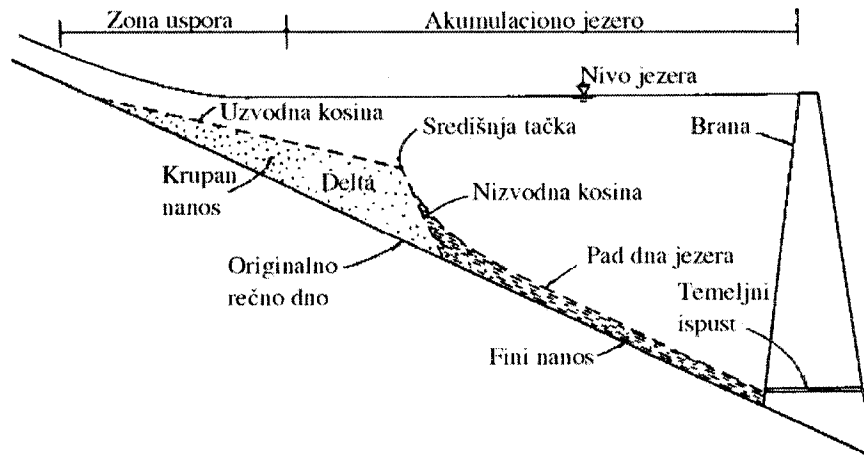 Zona uspora
Akumulaciono jezero
Nivo jezera
Uzvodna kosina
Središnja tačka
Brana
Krupan
nanos
Delta
Nizvodna kosina
Originalno
rečno dno
Pad dna jezera
Temeljni
ispust
Fini nanos